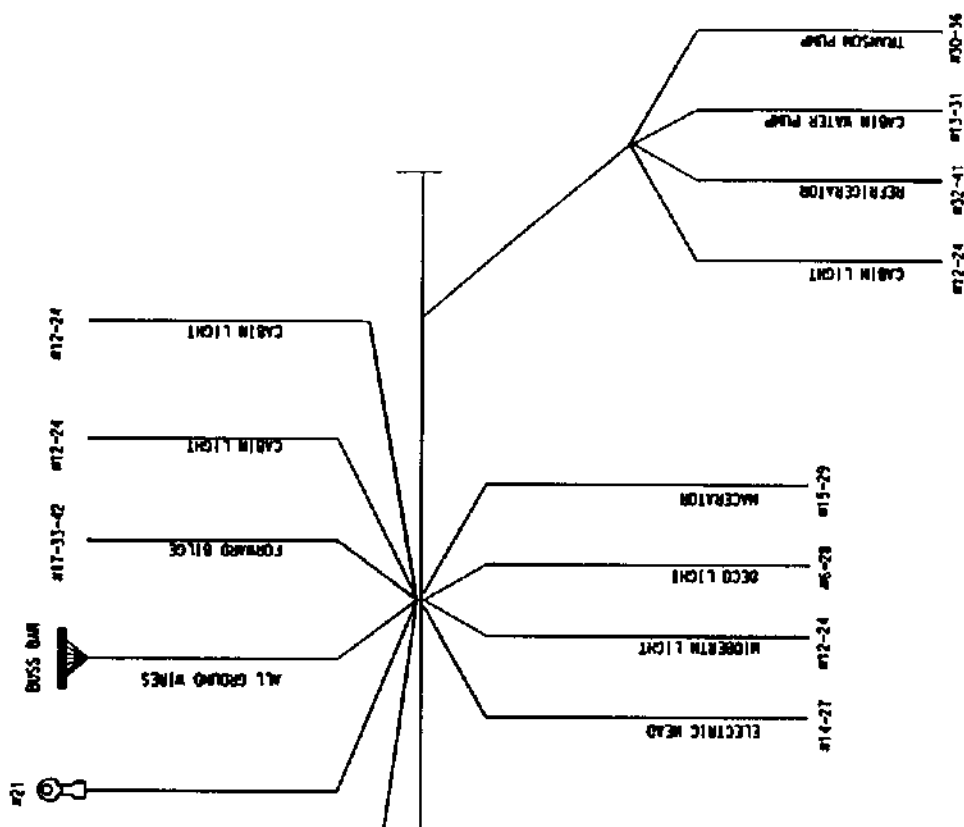 TRANSOM PUMP
#30-36
CABIN WATER PUMP
#13-31
REFRIGERATOR
#32-41
CABIN LIGHT
#12-24
#12-24
CABIN LIGHT
#12-24
CABIN LIGHT
#17-33-42
FORWARD BILGE
BUSS BAR
ALL GROUND WIRES
#21
MACERATOR
#15-29
DECO LIGHT
#6-28
MIDBERTH LIGHT
#12-24
ELECTRIC HEAD
#14-27